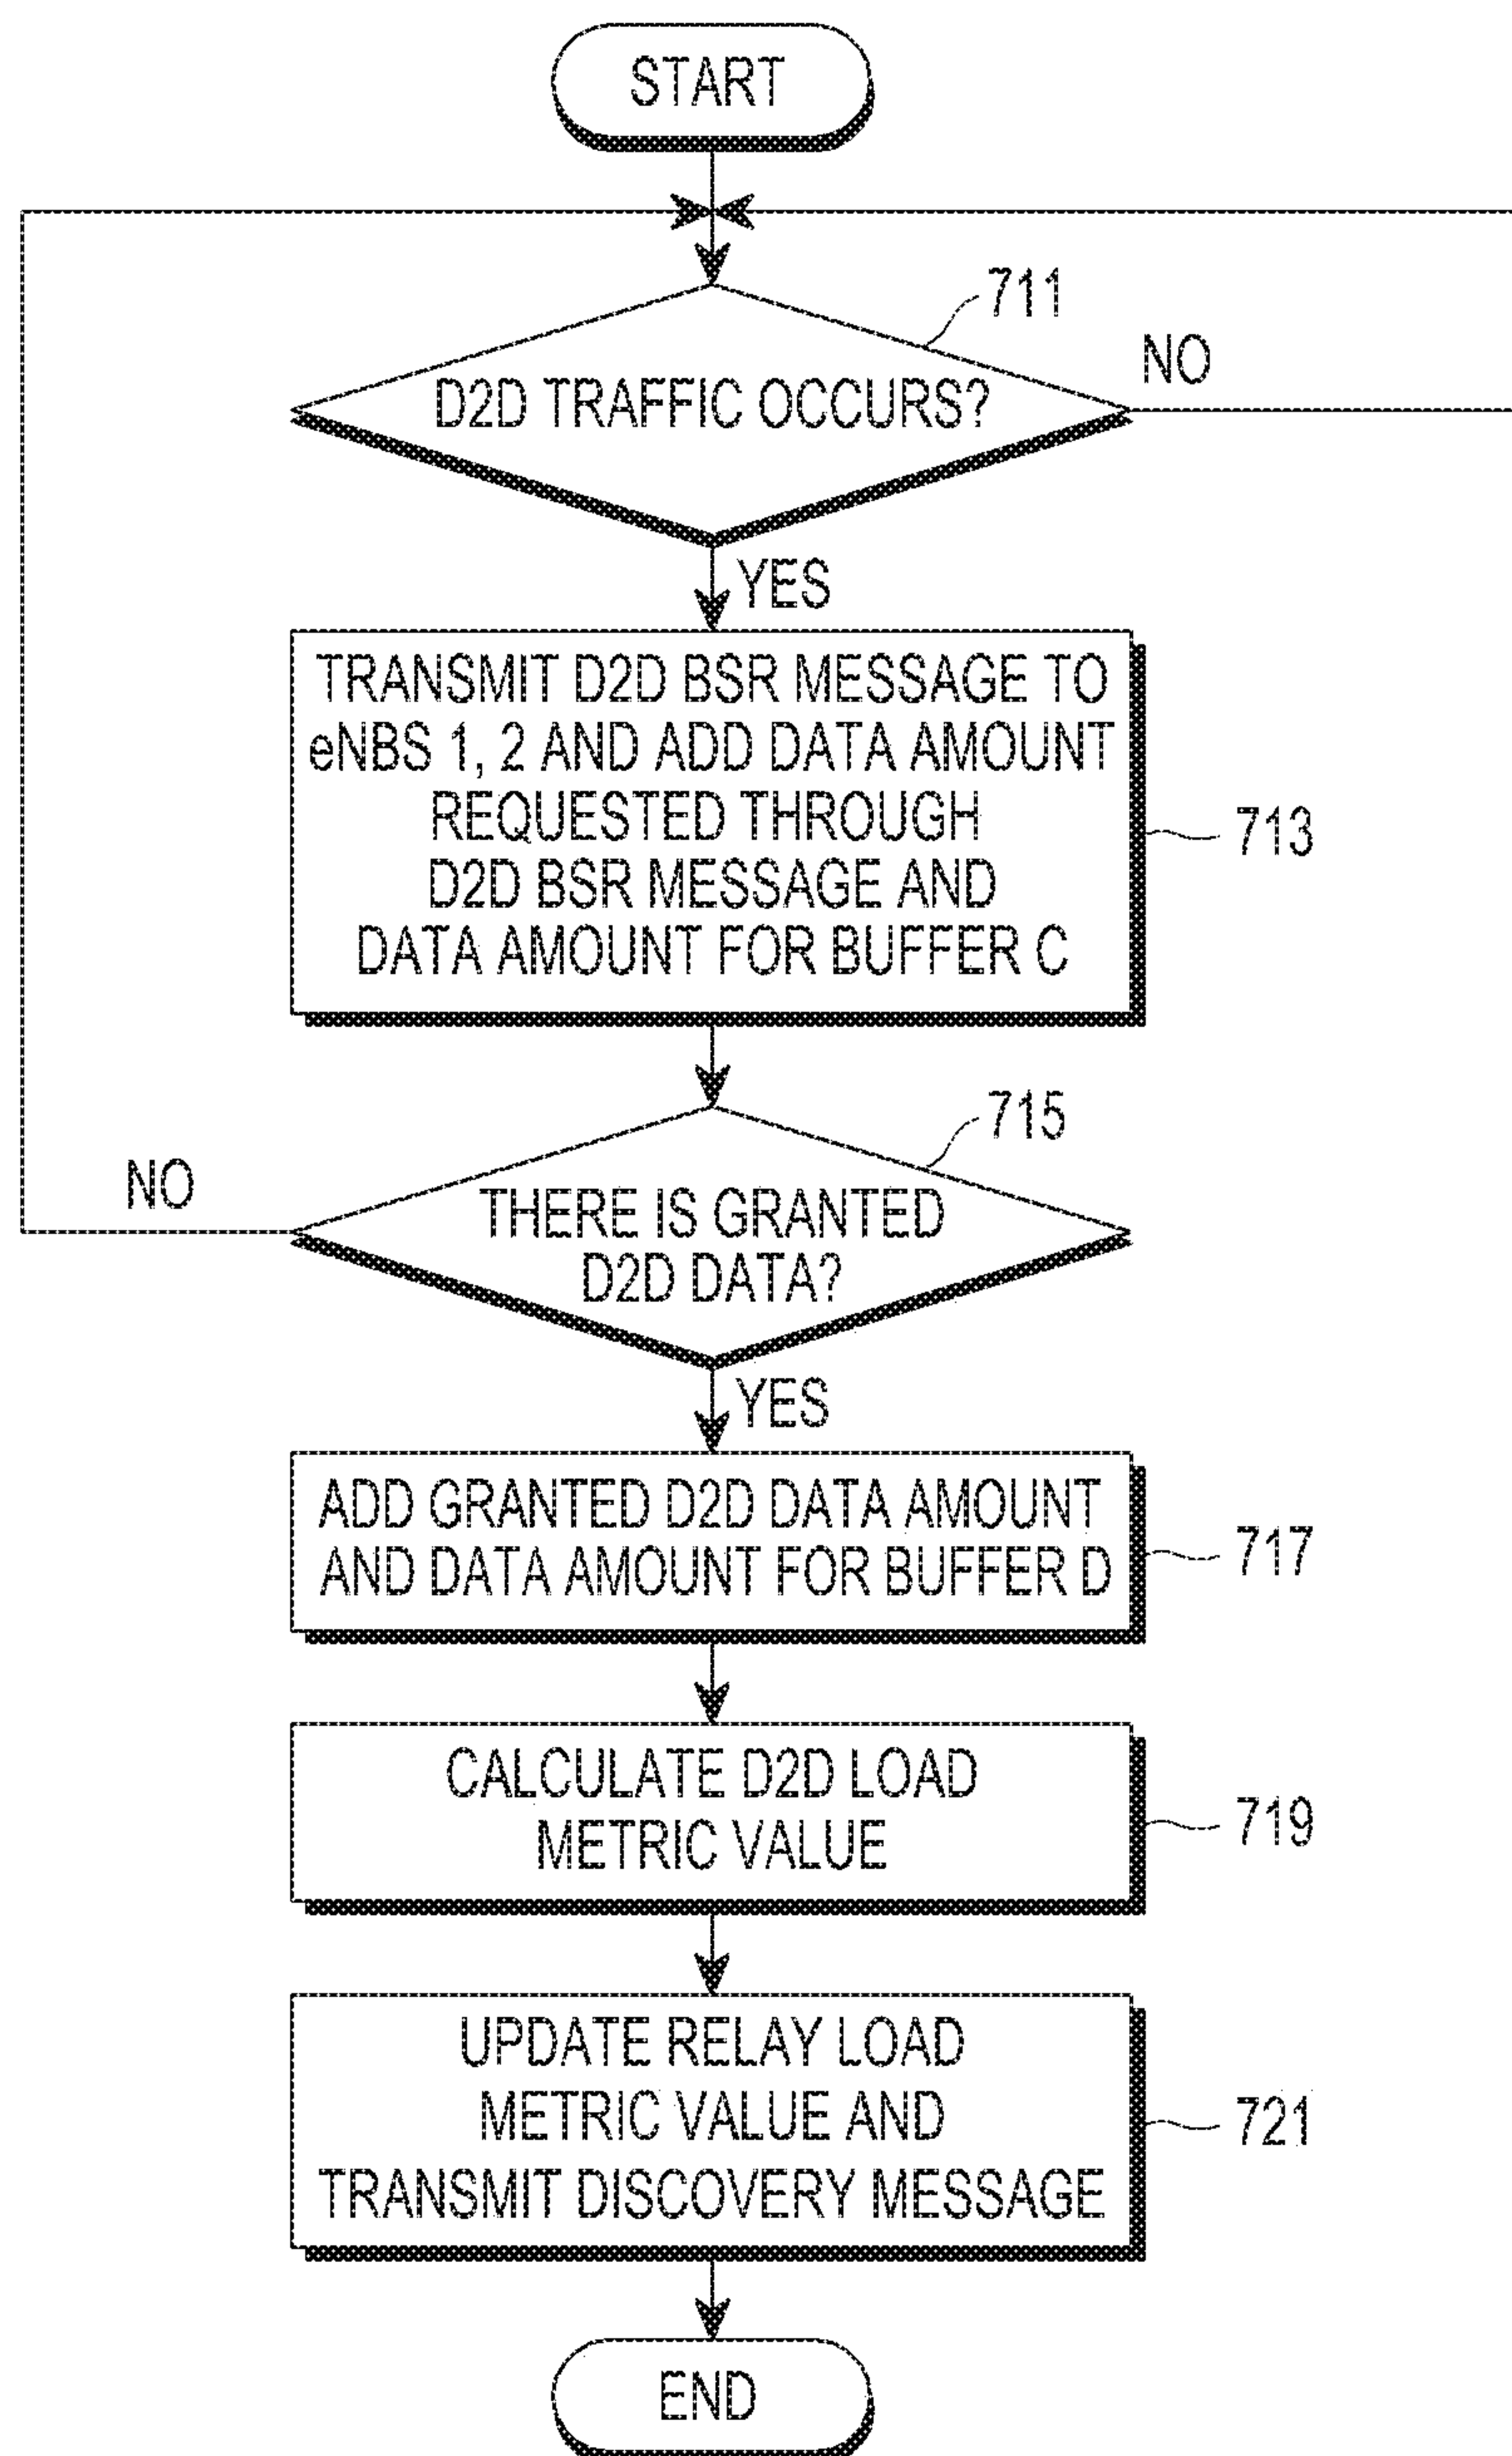 START
711
D2D TRAFFIC OCCURS?
NO
YES
TRANSMIT D2D BSR MESSAGE TO
eNBS 1, 2 AND ADD DATA AMOUNT
REQUESTED THROUGH
D2D BSR MESSAGE AND
DATA AMOUNT FOR BUFFER C
713
715
NO
THERE IS GRANTED
D2D DATA?
YES
ADD GRANTED D2D DATA AMOUNT
AND DATA AMOUNT FOR BUFFER D
717
CALCULATE D2D LOAD
METRIC VALUE
719
UPDATE RELAY LOAD
METRIC VALUE AND
TRANSMIT DISCOVERY MESSAGE
721
END